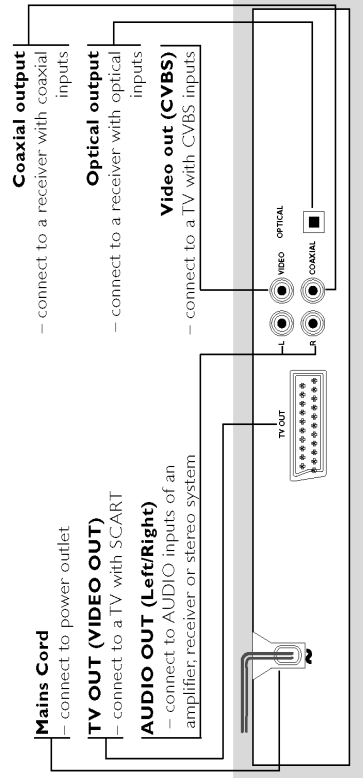 Mains Cord
– connect to power outlet
TV OUT (VIDEO OUT)
– connect to a TV with SCART
AUDIO OUT (Left/Right)
– connect to AUDIO inputs of an
amplifier, receiver or stereo system
Coaxial output
– connect to a receiver with coaxial
inputs
Optical output
– connect to a receiver with optical
inputs
Video out (CVBS)
– connect to a TV with CVBS inputs
~
TV OUT
L
R
VIDEO
COAXIAL
OPTICAL